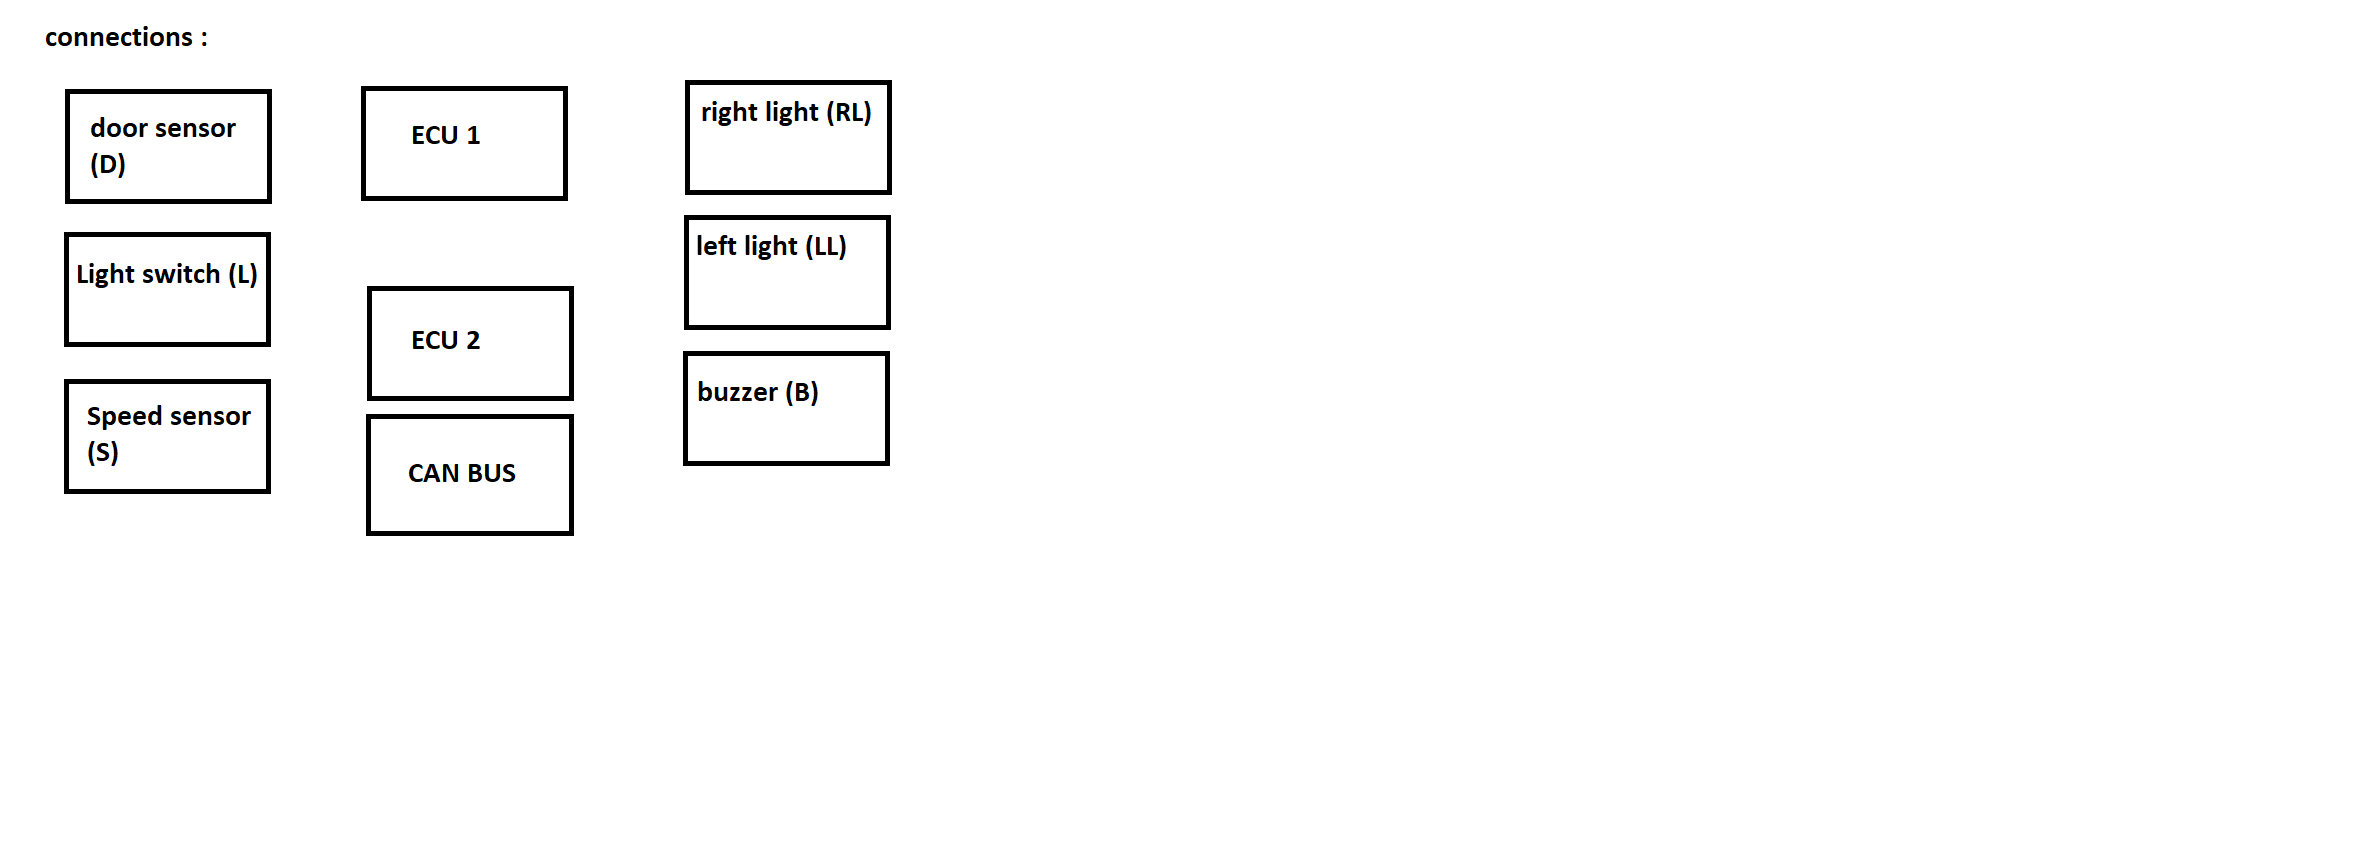 connections :
door sensor
(D)
Light switch (L)
Speed sensor
(S)
ECU 1
ECU 2
CAN BUS
right light (RL)
left light (LL)
buzzer (B)